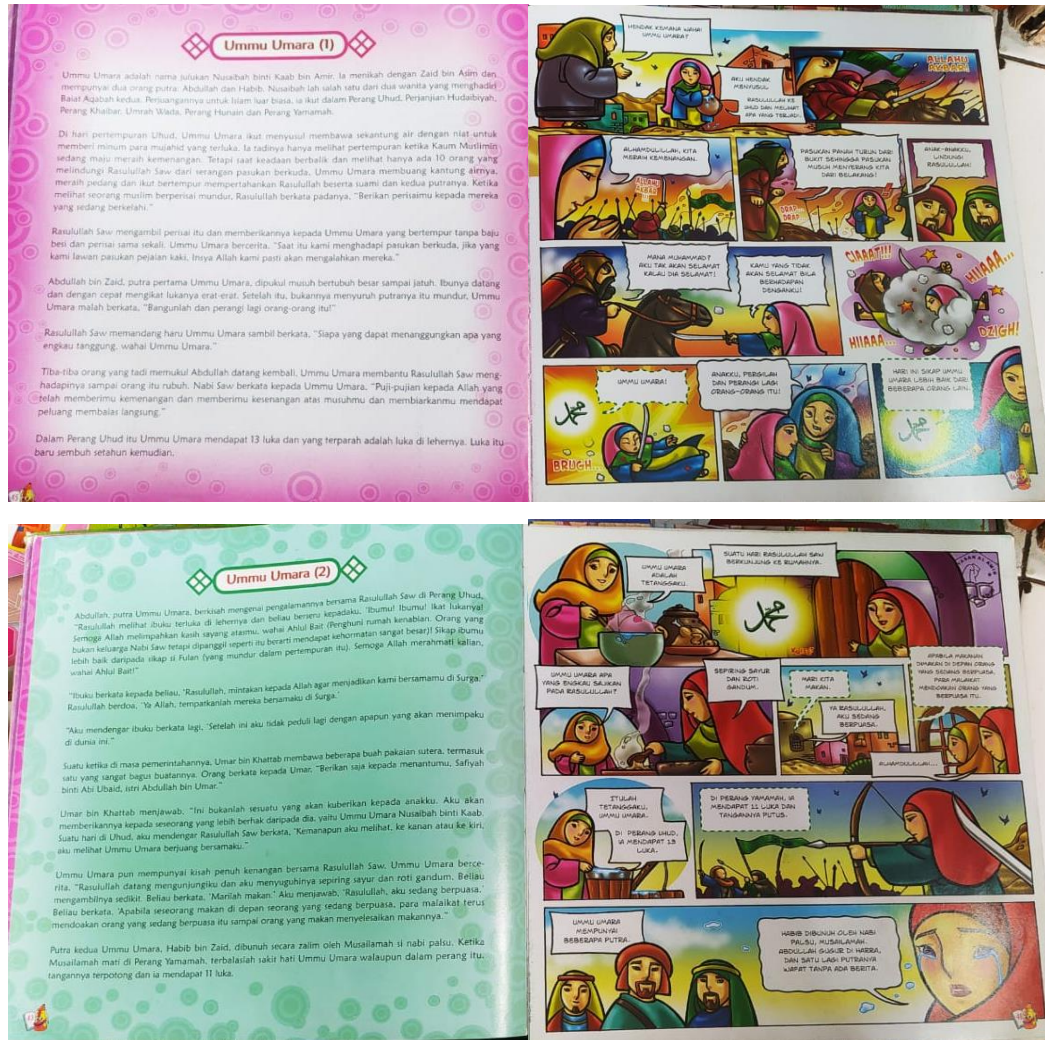 Ummu Umara (1)
Ummu Umara adalah nama julukan Nusaibah binti Kaab bin Amir. Ia menikah dengan Zaid bin Asim dan
mempunyai dua orang putra: Abdullah dan Habib. Nusaibah lah salah satu dari dua wanita yang menghadiri
Baiat Aqabah kedua. Perjuangannya untuk Islam luar biasa, ia ikut dalam Perang Uhud, Perjanjian Hudaibiyah,
Perang Khaibar, Umrah Wada, Perang Hunain dan Perang Yamamah.
Di hari pertempuran Uhud, Ummu Umara ikut menyusul membawa sekantung air dengan niat untuk
memberi minum para mujahid yang terluka. Ia tadinya hanya melihat pertempuran ketika Kaum Muslimin
sedang maju meraih kemenangan. Tetapi saat keadaan berbalik dan melihat hanya ada 10 orang yang
melindungi Rasulullah Saw dari serangan pasukan berkuda, Ummu Umara membuang kantung airnya,
meraih pedang dan ikut bertempur mempertahankan Rasulullah beserta suami dan kedua putranya. Ketika
melihat seorang muslim berperisai mundur, Rasulullah berkata padanya, "Berikan perisaimu kepada mereka
yang sedang berkelahi."
Rasulullah Saw mengambil perisai itu dan memberikannya kepada Ummu Umara yang bertempur tanpa baju
besi dan perisai sama sekali. Ummu Umara bercerita, "Saat itu kami menghadapi pasukan berkuda, jika yang
kami lawan pasukan pejalan kaki, Insya Allah kami pasti akan mengalahkan mereka."
Abdullah bin Zaid, putra pertama Ummu Umara, dipukul musuh bertubuh besar sampai jatuh. Ibunya datang
dan dengan cepat mengikat lukanya erat-erat. Setelah itu, bukannya menyuruh putranya itu mundur, Ummu
Umara malah berkata, "Bangunlah dan perangi lagi orang-orang itu!"
Rasulullah Saw memandang haru Ummu Umara sambil berkata, "Siapa yang dapat menanggungkan apa yang
engkau tanggung, wahai Ummu Umara."
Tiba-tiba orang yang tadi memukul Abdullah datang kembali. Ummu Umara membantu Rasulullah Saw meng-
hadapinya sampai orang itu rubuh. Nabi Saw berkata kepada Ummu Umara, "Puji-pujian kepada Allah yang
telah memberimu kemenangan dan memberimu kesenangan atas musuhmu dan membiarkanmu mendapat
peluang membalas langsung."
Dalam Perang Uhud itu Ummu Umara mendapat 13 luka dan yang terparah adalah luka di lehernya. Luka itu
baru sembuh setahun kemudian.
HENDAK KEMANA WAHAI
UMMU UMARA?
AKU HENDAK
MENYUSUL
RASULULLAH KE
UHUD DAN MELIHAT
APA YANG TERJADI.
ALLAHU
AKBAR!!
ALHAMDULILLAH, KITA
MERAIH KEMENANGAN.
ALLAHU
AKBAR!
PASUKAN PANAH TURUN DARI
BUKIT SEHINGGA PASUKAN
MUSUH MENYERANG KITA
DARI BELAKANG!
DRAP
DRAP
ANAK-ANAKKU,
LINDUNGI
RASULULLAH!
MANA MUHAMMAD?
AKU TAK AKAN SELAMAT
KALAU DIA SELAMAT!
KAMU YANG TIDAK
AKAN SELAMAT BILA
BERHADAPAN
DENGANKU!
CIAAAT!!!
HIIAAA...
HIIAAA...
DZIGH!
UMMU UMARA!
محمد
BRUGH...
ANAKKU, PERGILAH
DAN PERANGI LAGI
ORANG-ORANG ITU!
HARI INI SIKAP UMMU
UMARA LEBIH BAIK DARI
BEBERAPA ORANG LAIN.
محمد
Ummu Umara (2)
Abdullah, putra Ummu Umara, berkisah mengenai pengalamannya bersama Rasulullah Saw di Perang Uhud,
"Rasulullah melihat ibuku terluka di lehernya dan beliau berseru kepadaku, 'Ibumu! Ibumu! Ikat lukanya!
Semoga Allah melimpahkan kasih sayang atasmu, wahai Ahlul Bait (Penghuni rumah kenabian. Orang yang
bukan keluarga Nabi Saw tetapi dipanggil seperti itu berarti mendapat kehormatan sangat besar)! Sikap ibumu
lebih baik daripada sikap si Fulan (yang mundur dalam pertempuran itu). Semoga Allah merahmati kalian,
wahai Ahlul Bait!"
"Ibuku berkata kepada beliau, 'Rasulullah, mintakan kepada Allah agar menjadikan kami bersamamu di Surga.'
Rasulullah berdoa, 'Ya Allah, tempatkanlah mereka bersamaku di Surga.'
"Aku mendengar ibuku berkata lagi, 'Setelah ini aku tidak peduli lagi dengan apapun yang akan menimpaku
di dunia ini."
Suatu ketika di masa pemerintahannya, Umar bin Khattab membawa beberapa buah pakaian sutera, termasuk
satu yang sangat bagus buatannya. Orang berkata kepada Umar, "Berikan saja kepada menantumu, Safiyah
binti Abi Ubaid, istri Abdullah bin Umar."
Umar bin Khattab menjawab, "Ini bukanlah sesuatu yang akan kuberikan kepada anakku. Aku akan
memberikannya kepada seseorang yang lebih berhak daripada dia, yaitu Ummu Umara Nusaibah binti Kaab.
Suatu hari di Uhud, aku mendengar Rasulullah Saw berkata, 'Kemanapun aku melihat, ke kanan atau ke kiri,
aku melihat Ummu Umara berjuang bersamaku."
Ummu Umara pun mempunyai kisah penuh kenangan bersama Rasulullah Saw. Ummu Umara berce-
rita, "Rasulullah datang mengunjungiku dan aku menyuguhinya sepiring sayur dan roti gandum. Beliau
mengambilnya sedikit. Beliau berkata, 'Marilah makan.' Aku menjawab, 'Rasulullah, aku sedang berpuasa.'
Beliau berkata, 'Apabila seseorang makan di depan seorang yang sedang berpuasa, para malaikat terus
mendoakan orang yang sedang berpuasa itu sampai orang yang makan menyelesaikan makannya."
Putra kedua Ummu Umara, Habib bin Zaid, dibunuh secara zalim oleh Musailamah si nabi palsu. Ketika
Musailamah mati di Perang Yamamah, terbalaslah sakit hati Ummu Umara walaupun dalam perang itu,
tangannya terpotong dan ia mendapat 11 luka.
UMMU UMARA
ADALAH
TETANGGAKU.
SUATU HARI RASULULLAH SAW
BERKUNJUNG KE RUMAHNYA.
محمد
UMMU UMARA APA
YANG ENGKAU SAJIKAN
PADA RASULULLAH?
SEPIRING SAYUR
DAN ROTI
GANDUM.
MARI KITA
MAKAN.
YA RASULULLAH,
AKU SEDANG
BERPUASA.
APABILA MAKANAN
DIMAKAN DI DEPAN ORANG
YANG SEDANG BERPUASA,
PARA MALAIKAT
MENDOAKAN ORANG YANG
BERPUASA ITU.
ALHAMDULILLAH...
ITULAH
TETANGGAKU,
UMMU UMARA.
DI PERANG UHUD,
IA MENDAPAT 13
LUKA.
DI PERANG YAMAMAH, IA
MENDAPAT 11 LUKA DAN
TANGANNYA PUTUS.
UMMU UMARA
MEMPUNYAI
BEBERAPA PUTRA.
HABIB DIBUNUH OLEH NABI
PALSU, MUSAILAMAH.
ABDULLAH GUGUR DI HARRA,
DAN SATU LAGI PUTRANYA
WAFAT TANPA ADA BERITA.